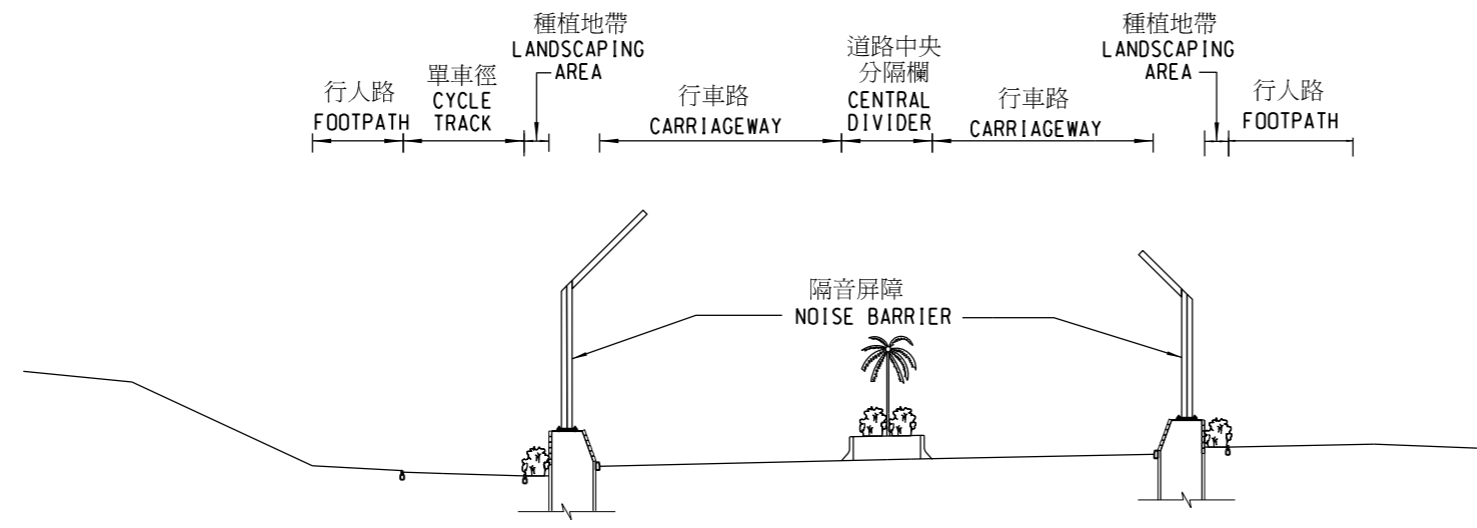 行人路
FOOTPATH
單車徑
CYCLE
TRACK
種植地帶
LANDSCAPING
AREA
行車路
CARRIAGEWAY
道路中央
分隔欄
CENTRAL
DIVIDER
行車路
CARRIAGEWAY
種植地帶
LANDSCAPING
AREA
行人路
FOOTPATH
隔音屏障
NOISE BARRIER